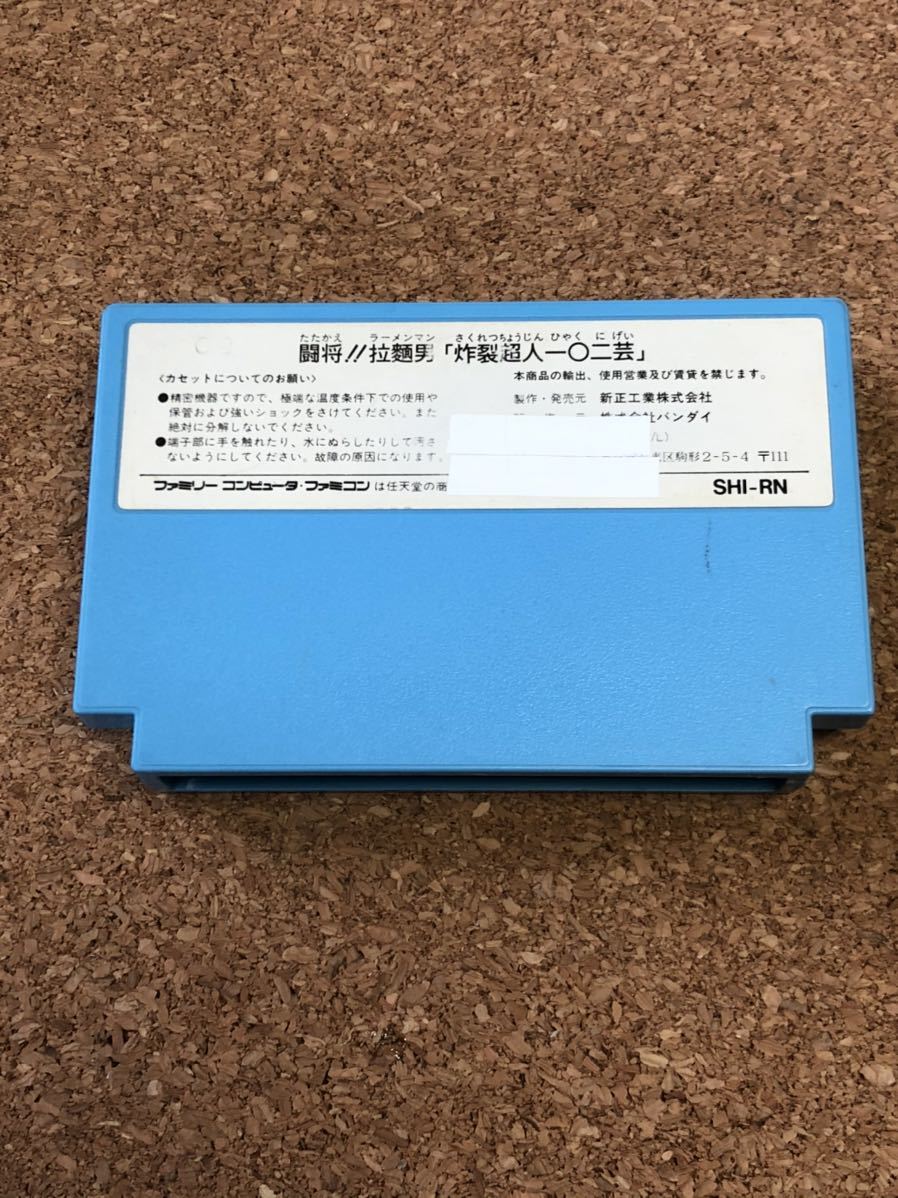 たたかえ ラーメンマン さくれつちょうじん ひゃく に げい
闘将!!拉麵男「炸裂超人一〇二芸」
〈カセットについてのお願い〉
●精密機器ですので、極端な温度条件下での使用や
保管および強いショックをさけてください。また
絶対に分解しないでください。
●端子部に手を触れたり、水にぬらしたりして汚さ
ないようにしてください。故障の原因になります。
本商品の輸出、使用営業及び賃貸を禁じます。
製作・発売元 新正工業株式会社
株式会社バンダイ
/L)
区駒形2-5-4 〒111
ファミリー コンピュータ・ファミコン は任天堂の商
SHI-RN